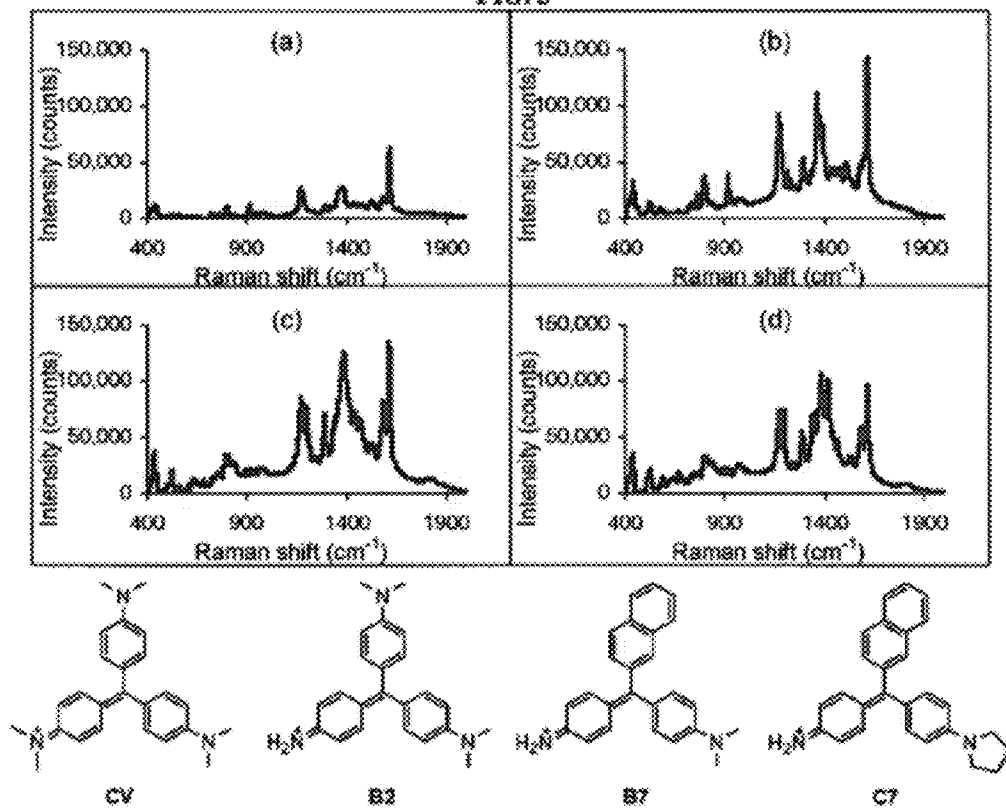 (a)
(b)
150,000
100,000
50,000
0
Intensity (counts)
400 900 1400 1900
Raman shift (cm⁻¹)
150,000
100,000
50,000
0
Intensity (counts)
400 900 1400 1900
Raman shift (cm⁻¹)
(c)
(d)
150,000
100,000
50,000
0
Intensity (counts)
400 900 1400 1900
Raman shift (cm⁻¹)
150,000
100,000
50,000
0
Intensity (counts)
400 900 1400 1900
Raman shift (cm⁻¹)
N
N
N
N
H₂N
N
H₂N
N
H₂N
N
CV B2 B7 C7